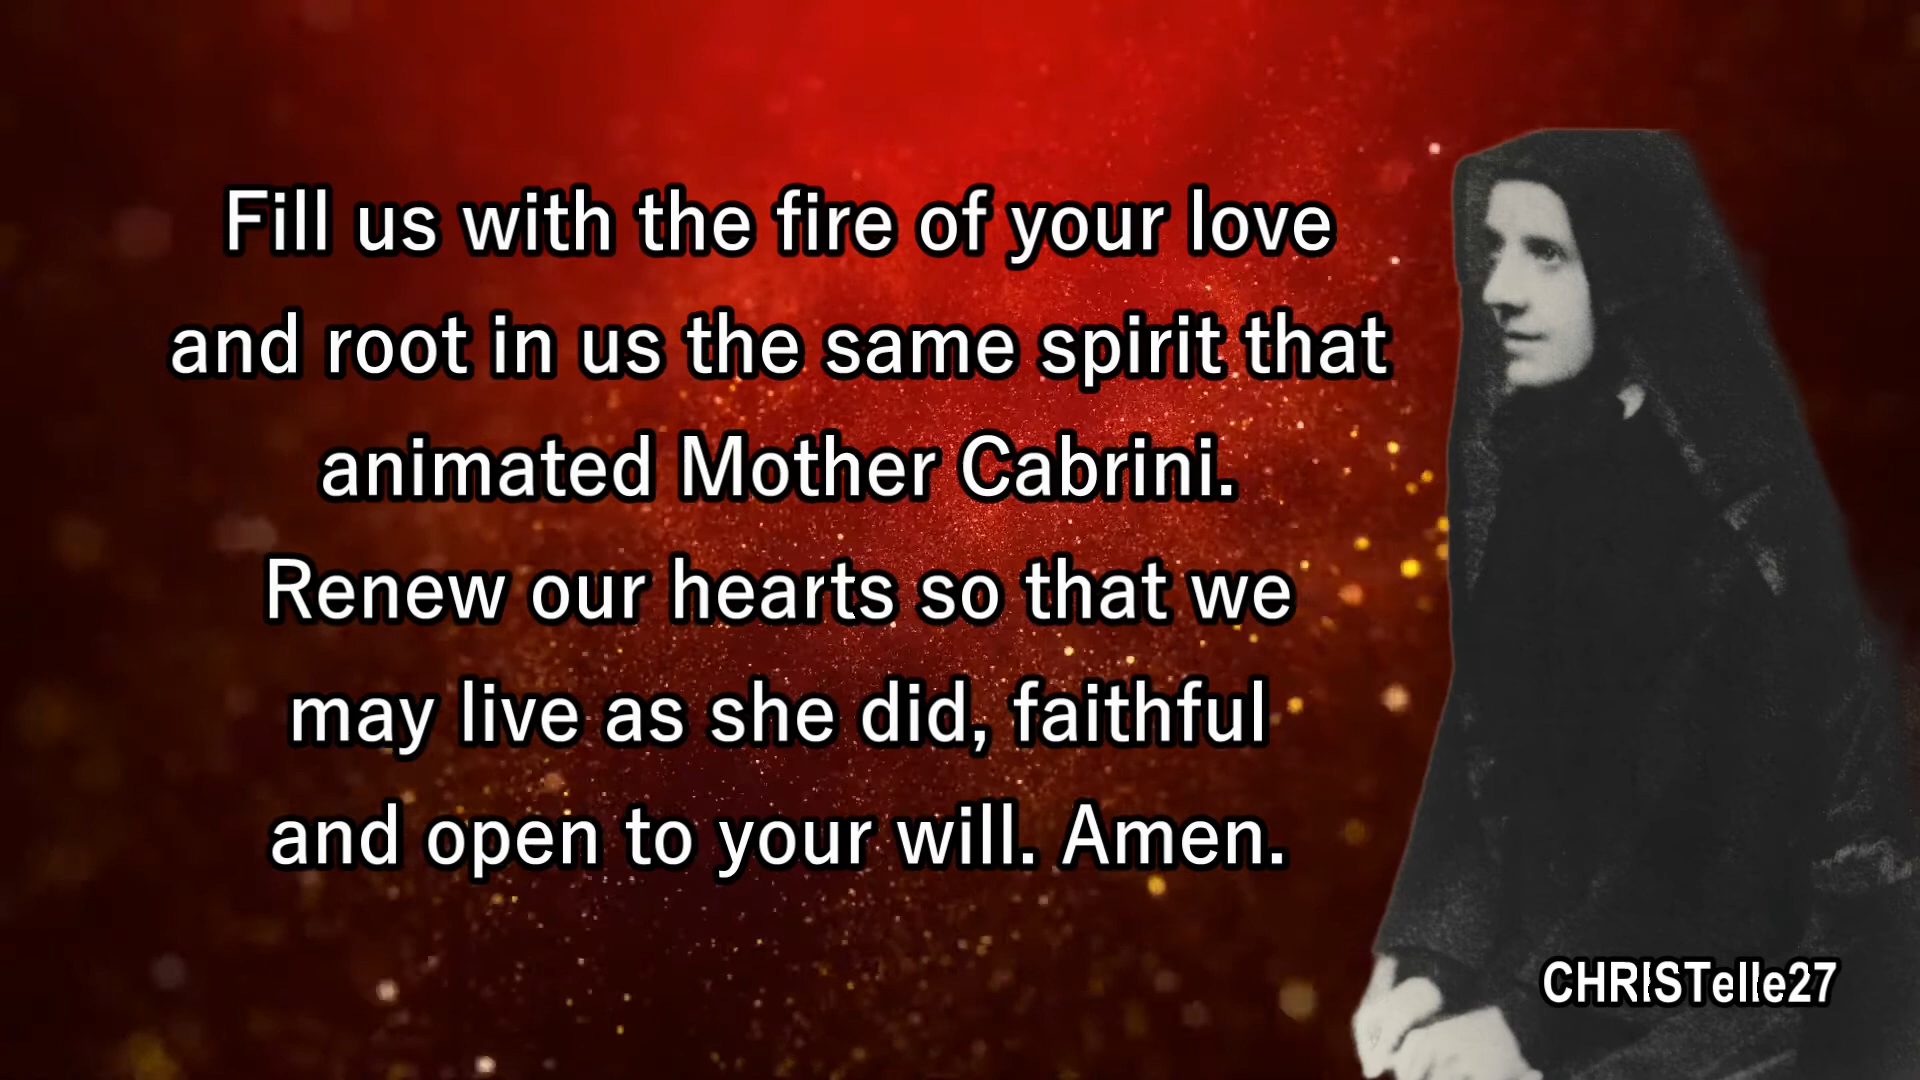 Fill us with the fire of your love
and root in us the same spirit that
animated Mother Cabrini.
Renew our hearts so that we
may live as she did, faithful
and open to your will. Amen.
CHRISTelle27